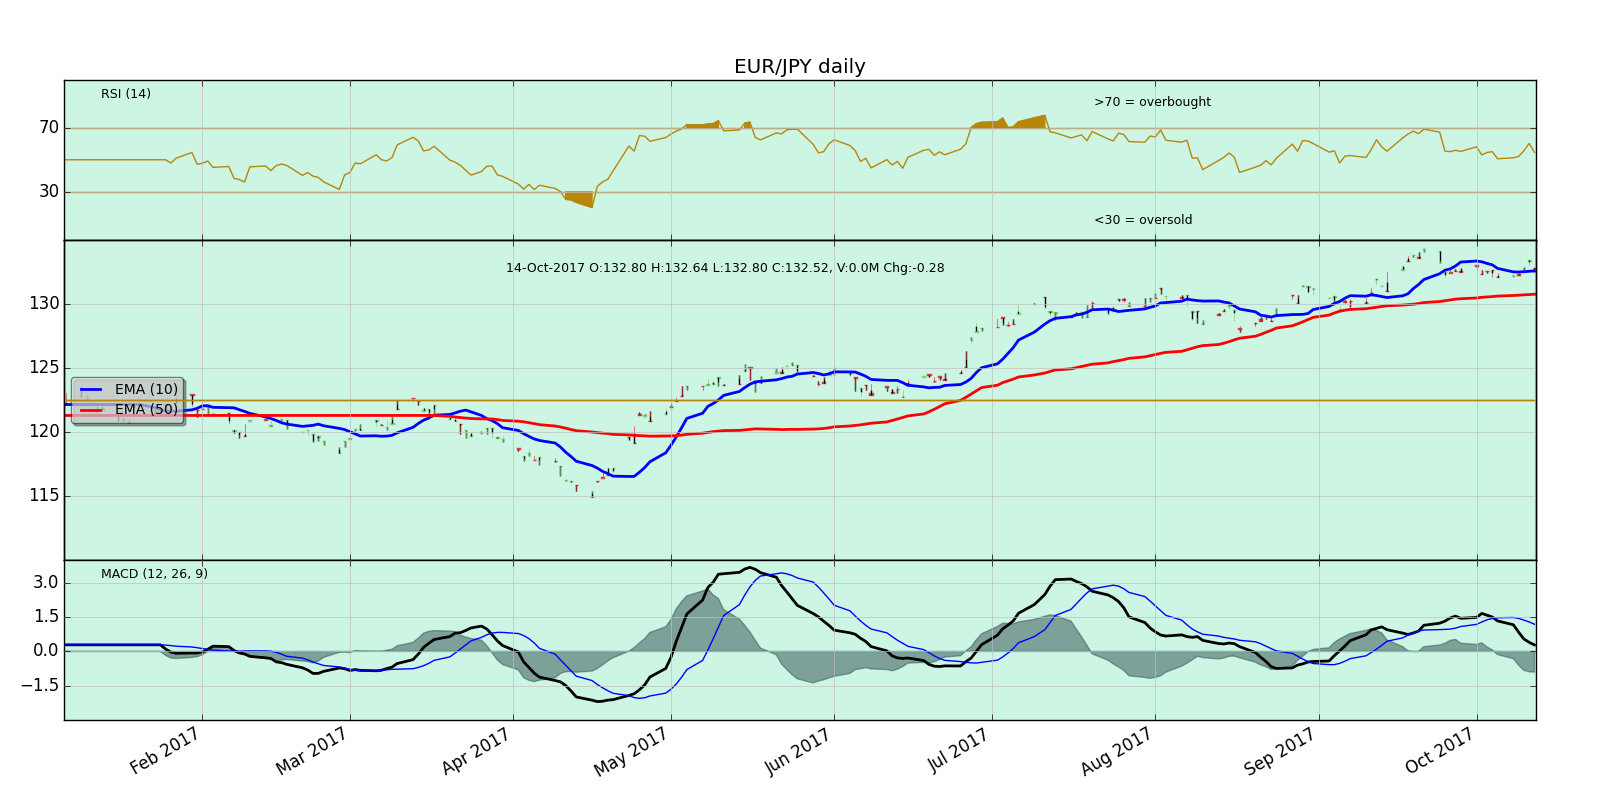 EUR/JPY daily
RSI (14)
>70 = overbought
70
30
<30 = oversold
14-Oct-2017 O:132.80 H:132.64 L:132.80 C:132.52, V:0.0M Chg:-0.28
130
125
EMA (10)
EMA (50)
120
115
MACD (12, 26, 9)
3.0
1.5
0.0
−1.5
Feb 2017
Mar 2017
Apr 2017
May 2017
Jun 2017
Jul 2017
Aug 2017
Sep 2017
Oct 2017